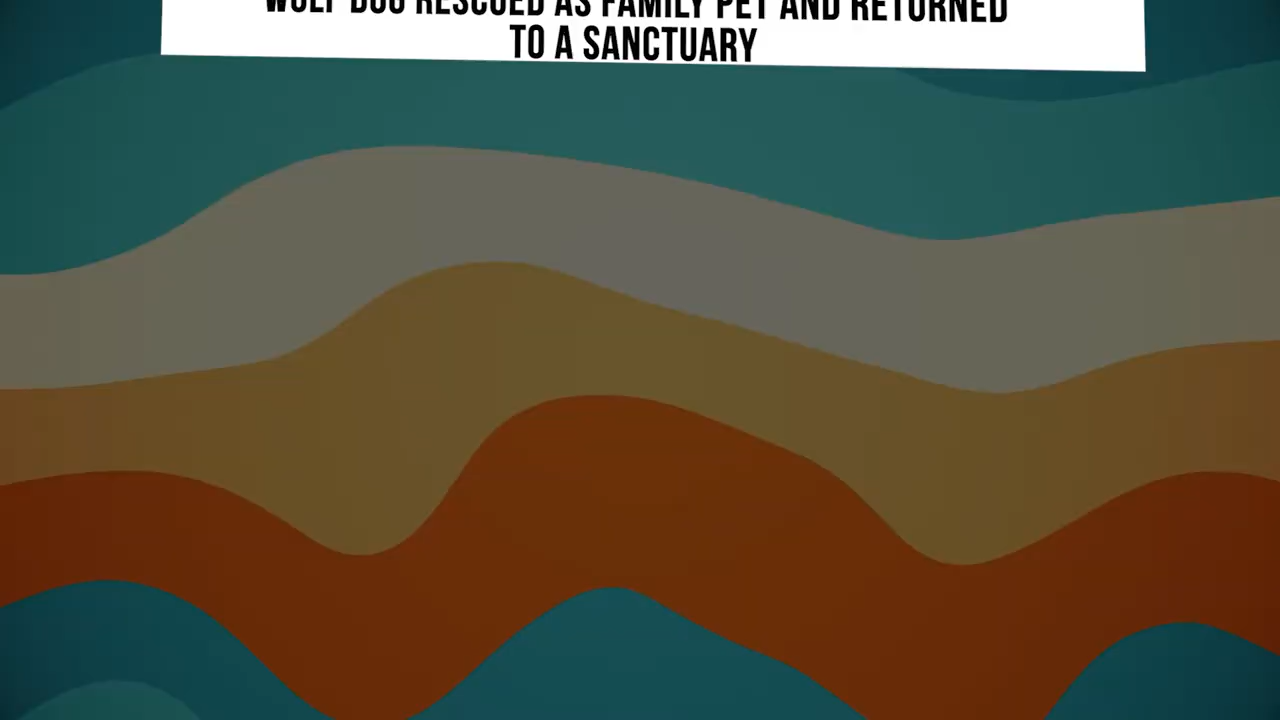 WOLF DOG RESCUED AS FAMILY PET AND RETURNED
TO A SANCTUARY